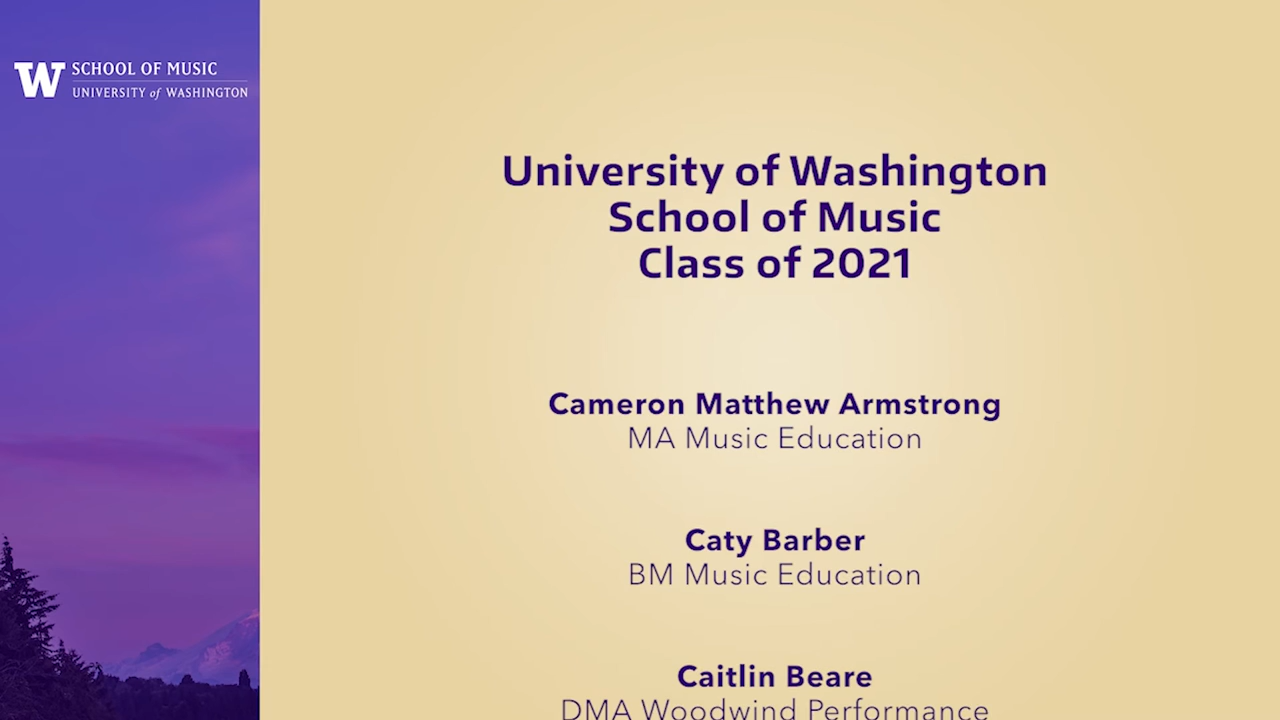 W SCHOOL OF MUSIC
UNIVERSITY of WASHINGTON
University of Washington
School of Music
Class of 2021
Cameron Matthew Armstrong
MA Music Education
Caty Barber
BM Music Education
Caitlin Beare
DMA Woodwind Performance